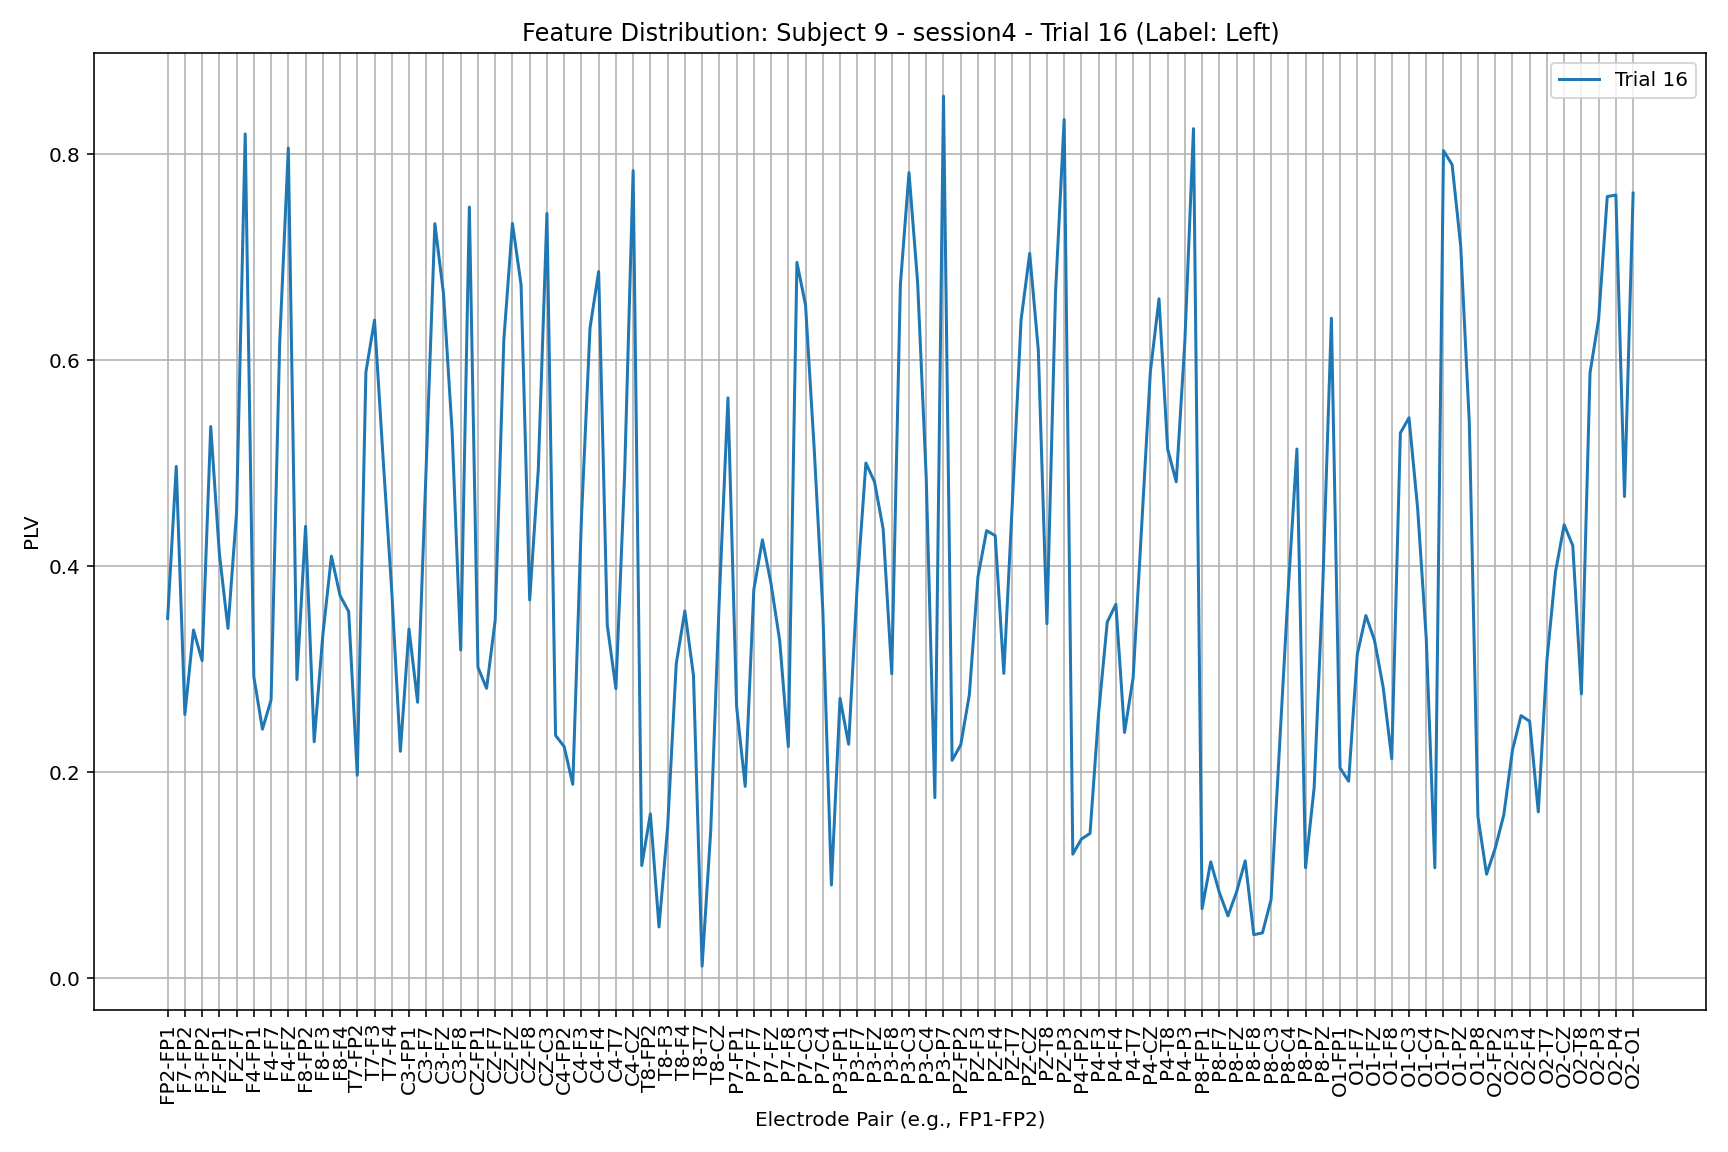 Feature Distribution: Subject 9 - session4 - Trial 16 (Label: Left)
Trial 16
PLV
0.8
0.6
0.4
0.2
0.0
FP2-FP1
F7-FP2
F3-FP2
FZ-FP1
FZ-F7
F4-FP1
F4-F7
F4-FZ
F8-FP2
F8-F3
F8-F4
T7-FP2
T7-F3
T7-F4
C3-FP1
C3-F7
C3-FZ
C3-F8
CZ-FP1
CZ-F7
CZ-FZ
CZ-F8
CZ-C3
C4-FP2
C4-F3
C4-F4
C4-T7
C4-CZ
T8-FP2
T8-F3
T8-F4
T8-T7
T8-CZ
P7-FP1
P7-F7
P7-FZ
P7-F8
P7-C3
P7-C4
P3-FP1
P3-F7
P3-FZ
P3-F8
P3-C3
P3-C4
P3-P7
PZ-FP2
PZ-F3
PZ-F4
PZ-T7
PZ-CZ
PZ-T8
PZ-P3
P4-FP2
P4-F3
P4-F4
P4-T7
P4-CZ
P4-T8
P4-P3
P8-FP1
P8-F7
P8-FZ
P8-F8
P8-C3
P8-C4
P8-P7
P8-PZ
O1-FP1
O1-F7
O1-FZ
O1-F8
O1-C3
O1-C4
O1-P7
O1-PZ
O1-P8
O2-FP2
O2-F3
O2-F4
O2-T7
O2-CZ
O2-T8
O2-P3
O2-P4
O2-O1
Electrode Pair (e.g., FP1-FP2)